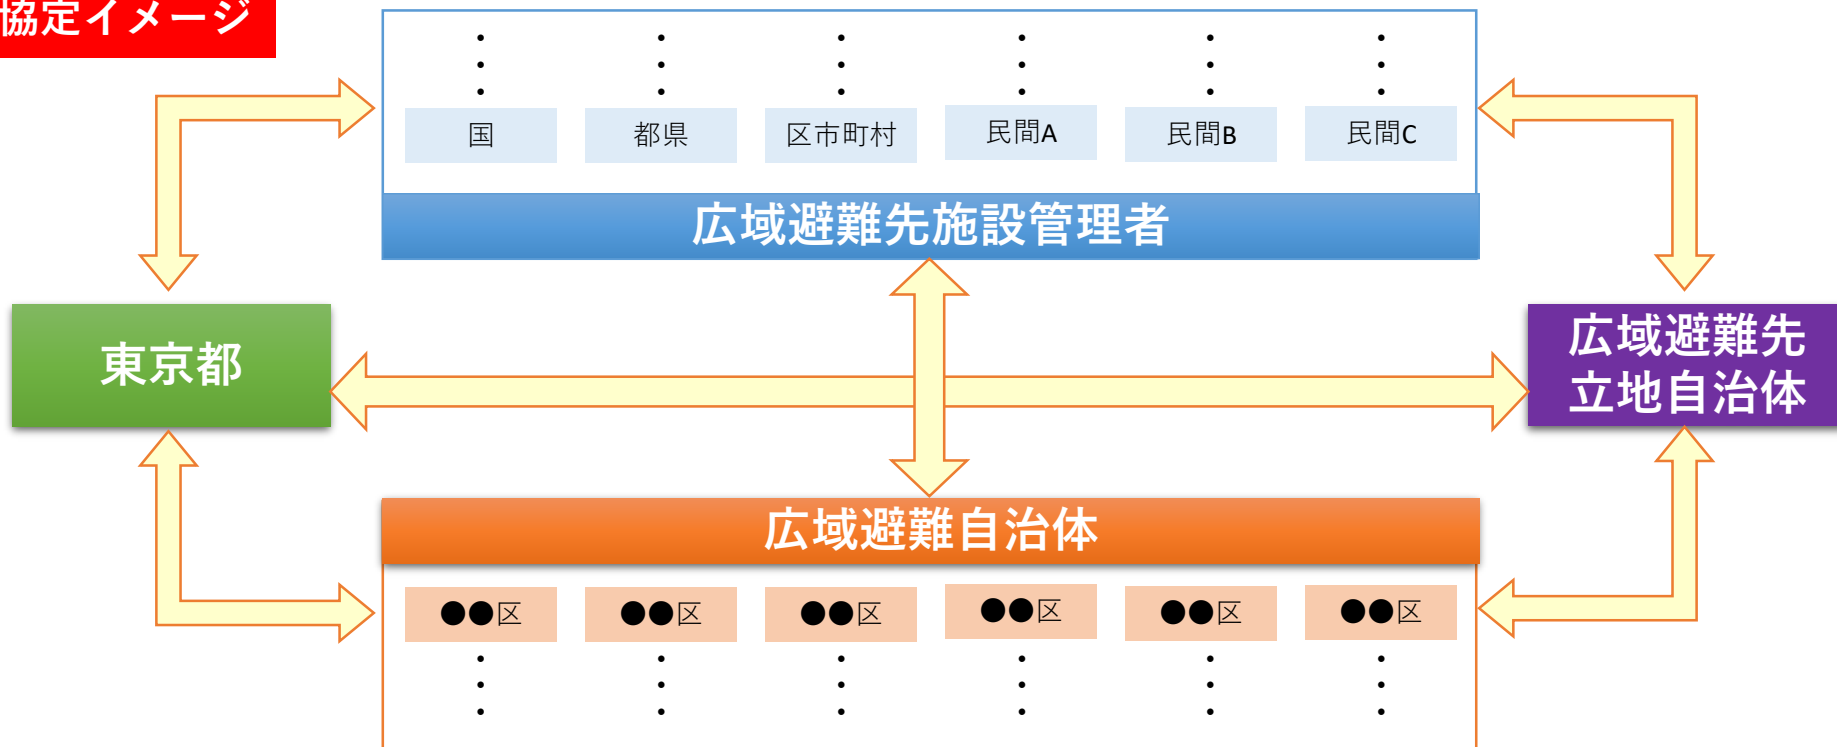 協定イメージ
国
都県
区市町村
民間A
民間B
民間C
広域避難先施設管理者
東京都
広域避難先
立地自治体
広域避難自治体
●●区
●●区
●●区
●●区
●●区
●●区